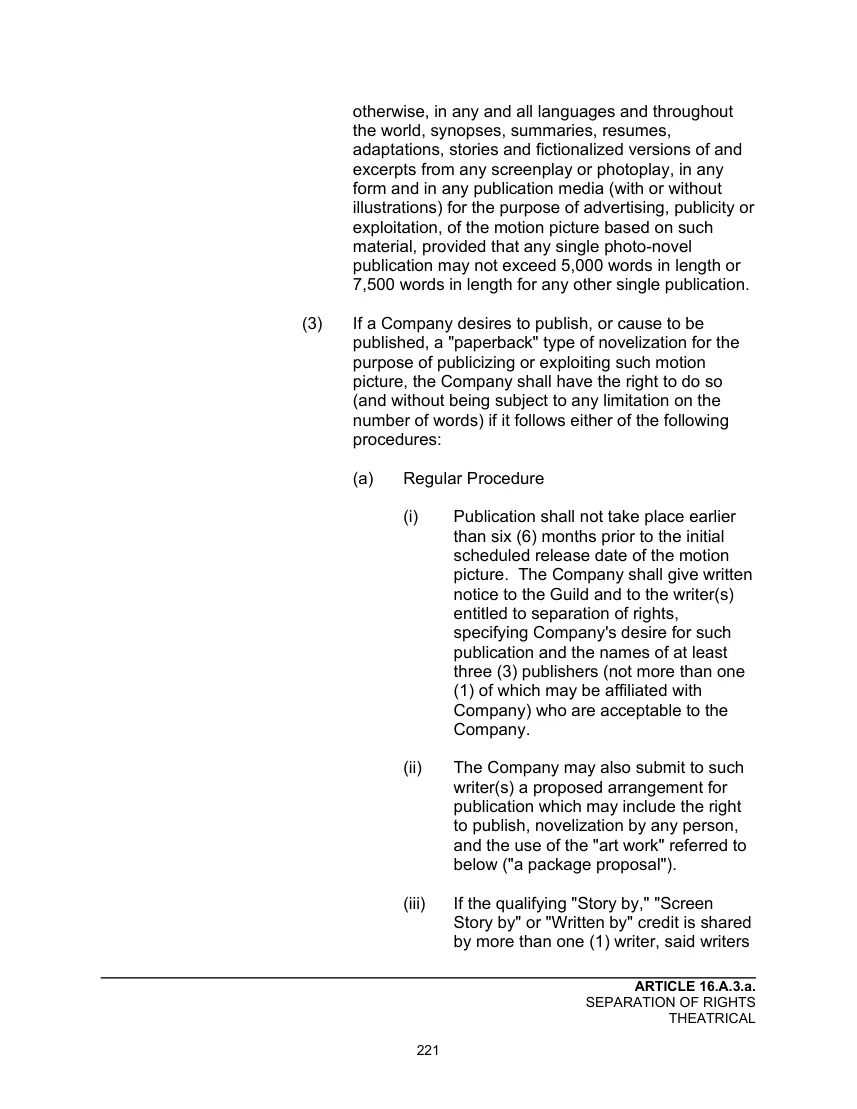 otherwise, in any and all languages and throughout
the world, synopses, summaries, resumes,
adaptations, stories and fictionalized versions of and
excerpts from any screenplay or photoplay, in any
form and in any publication media (with or without
illustrations) for the purpose of advertising, publicity or
exploitation, of the motion picture based on such
material, provided that any single photo-novel
publication may not exceed 5,000 words in length or
7,500 words in length for any other single publication.
(3) If a Company desires to publish, or cause to be
published, a "paperback" type of novelization for the
purpose of publicizing or exploiting such motion
picture, the Company shall have the right to do so
(and without being subject to any limitation on the
number of words) if it follows either of the following
procedures:
(a) Regular Procedure
(i) Publication shall not take place earlier
than six (6) months prior to the initial
scheduled release date of the motion
picture.  The Company shall give written
notice to the Guild and to the writer(s)
entitled to separation of rights,
specifying Company's desire for such
publication and the names of at least
three (3) publishers (not more than one
(1) of which may be affiliated with
Company) who are acceptable to the
Company.
(ii) The Company may also submit to such
writer(s) a proposed arrangement for
publication which may include the right
to publish, novelization by any person,
and the use of the "art work" referred to
below ("a package proposal").
(iii) If the qualifying "Story by," "Screen
Story by" or "Written by" credit is shared
by more than one (1) writer, said writers
ARTICLE 16.A.3.a.
SEPARATION OF RIGHTS
THEATRICAL
221